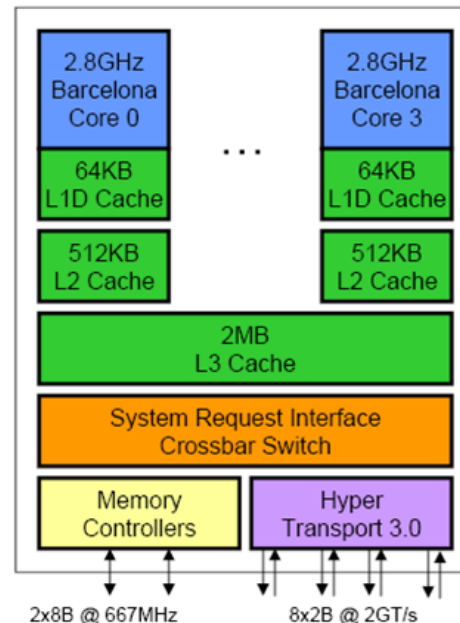 2.8GHz
Barcelona
Core 0
64KB
L1D Cache
512KB
L2 Cache
...
2.8GHz
Barcelona
Core 3
64KB
L1D Cache
512KB
L2 Cache
2MB
L3 Cache
System Request Interface
Crossbar Switch
Memory
Controllers
Hyper
Transport 3.0
2x8B @ 667MHz
8x2B @ 2GT/s